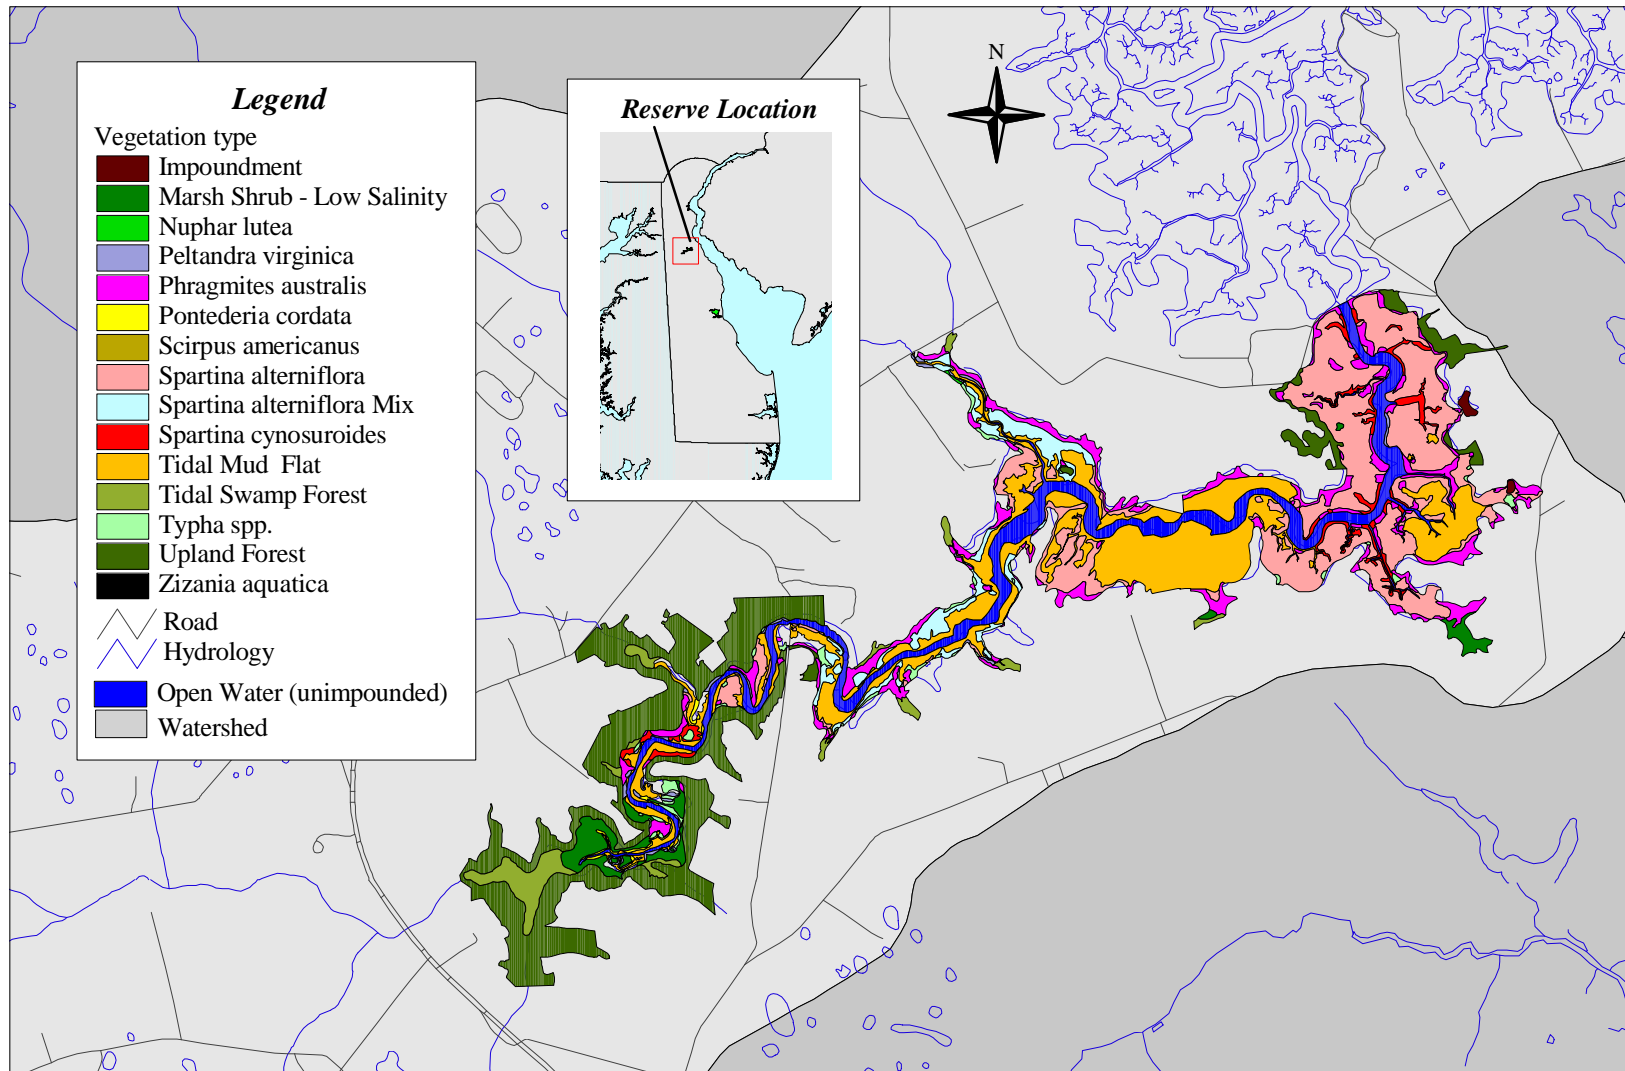 Legend
Vegetation type
Impoundment
Marsh Shrub - Low Salinity
Nuphar lutea
Peltandra virginica
Phragmites australis
Pontederia cordata
Scirpus americanus
Spartina alterniflora
Spartina alterniflora Mix
Spartina cynosuroides
Tidal Mud Flat
Tidal Swamp Forest
Typha spp.
Upland Forest
Zizania aquatica
Road
Hydrology
Open Water (unimpounded)
Watershed
Reserve Location
N